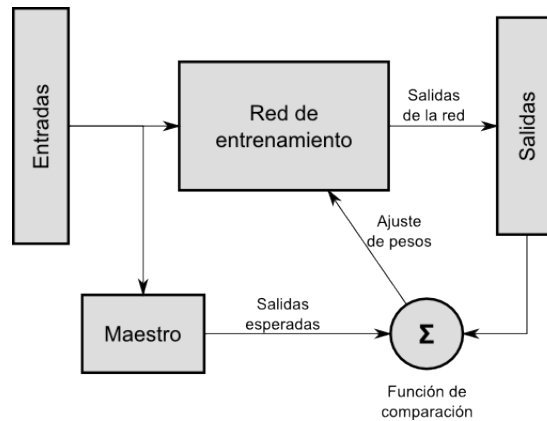 Entradas
Red de
entrenamiento
Salidas
de la red
Salidas
Ajuste
de pesos
Maestro
Salidas
esperadas
Σ
Función de
comparación